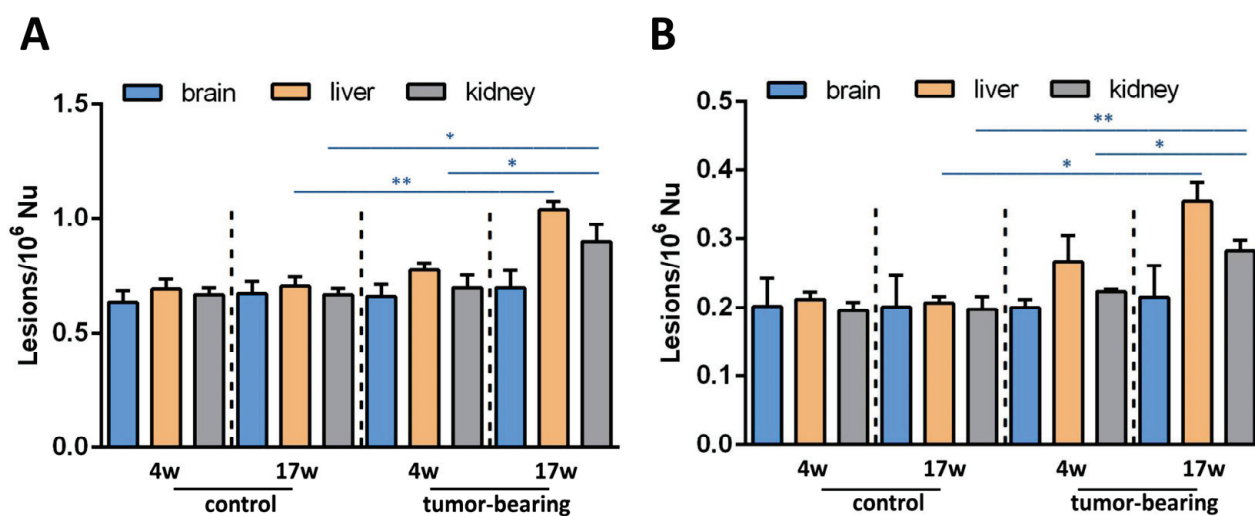 A
brain liver kidney
Lesions/10⁶ Nu
1.5
1.0
0.5
0.0
*
*
**
4w 17w 4w 17w
control tumor-bearing
B
brain liver kidney
Lesions/10⁶ Nu
0.5
0.4
0.3
0.2
0.1
0.0
**
*
*
4w 17w 4w 17w
control tumor-bearing